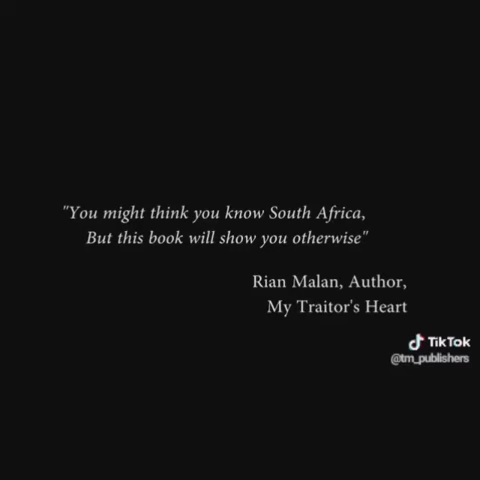 "You might think you know South Africa,
But this book will show you otherwise"
Rian Malan, Author,
My Traitor's Heart
TikTok
@tm_publishers